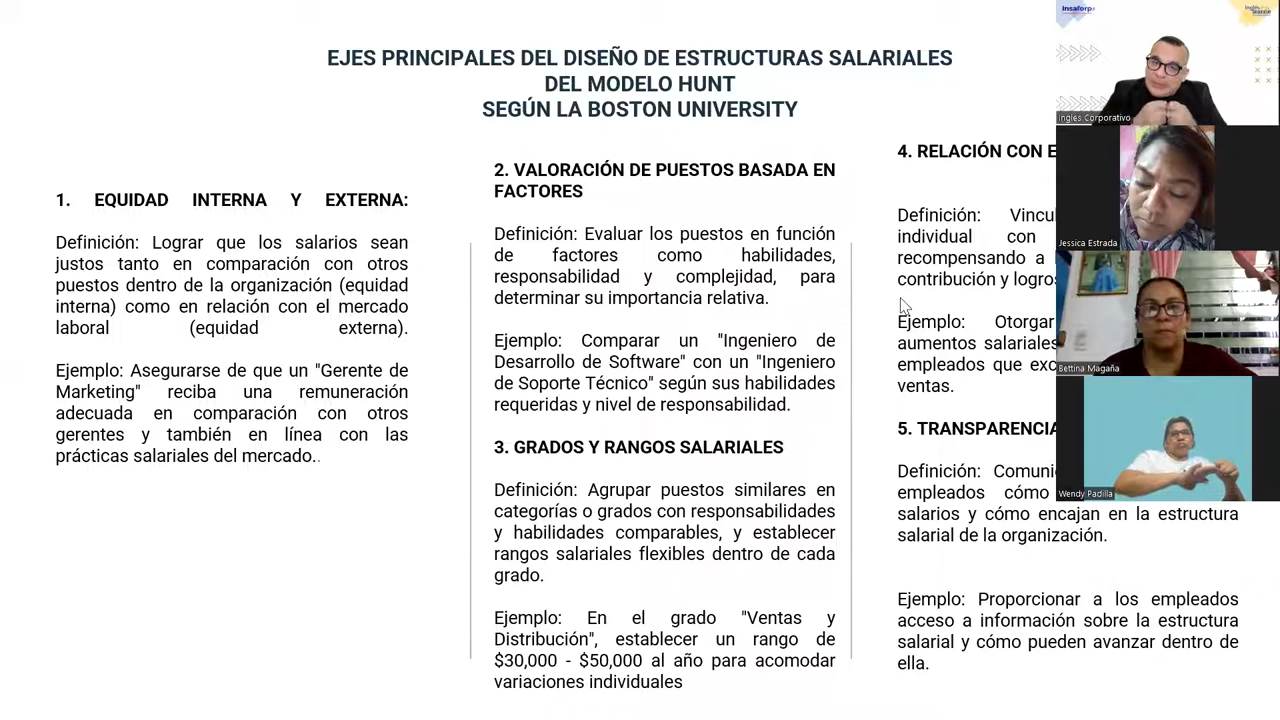 EJES PRINCIPALES DEL DISEÑO DE ESTRUCTURAS SALARIALES
DEL MODELO HUNT
SEGÚN LA BOSTON UNIVERSITY
1. EQUIDAD INTERNA Y EXTERNA:
Definición: Lograr que los salarios sean
justos tanto en comparación con otros
puestos dentro de la organización (equidad
interna) como en relación con el mercado
laboral (equidad externa).
Ejemplo: Asegurarse de que un "Gerente de
Marketing" reciba una remuneración
adecuada en comparación con otros
gerentes y también en línea con las
prácticas salariales del mercado..
2. VALORACIÓN DE PUESTOS BASADA EN
FACTORES
Definición: Evaluar los puestos en función
de factores como habilidades,
responsabilidad y complejidad, para
determinar su importancia relativa.
Ejemplo: Comparar un "Ingeniero de
Desarrollo de Software" con un "Ingeniero
de Soporte Técnico" según sus habilidades
requeridas y nivel de responsabilidad.
3. GRADOS Y RANGOS SALARIALES
Definición: Agrupar puestos similares en
categorías o grados con responsabilidades
y habilidades comparables, y establecer
rangos salariales flexibles dentro de cada
grado.
Ejemplo: En el grado "Ventas y
Distribución", establecer un rango de
$30,000 - $50,000 al año para acomodar
variaciones individuales
4. RELACIÓN CON E
Definición: Vincul
individual con
recompensando a
contribución y logros
Ejemplo: Otorgar
aumentos salariales
empleados que exc
ventas.
5. TRANSPARENCIA
Definición: Comuni
empleados cómo
salarios y cómo encajan en la estructura
salarial de la organización.
Ejemplo: Proporcionar a los empleados
acceso a información sobre la estructura
salarial y cómo pueden avanzar dentro de
ella.
Insaforp
Ingles Corporativo
Jessica Estrada
Bettina Magaña
Wendy Padilla